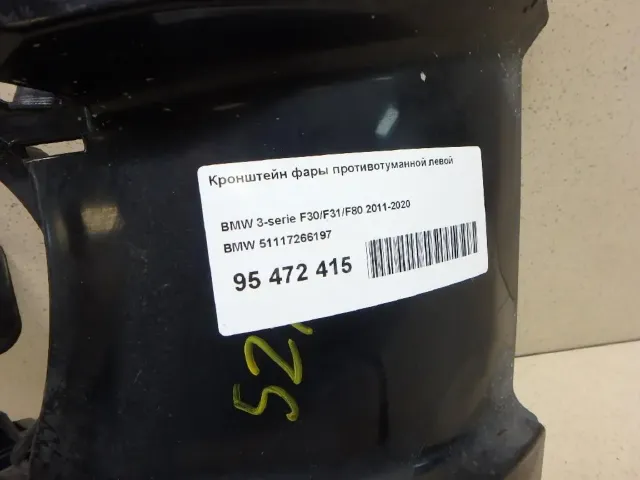 Кронштейн фары противотуманной левой
BMW 3-serie F30/F31/F80 2011-2020
BMW 51117266197
95 472 415